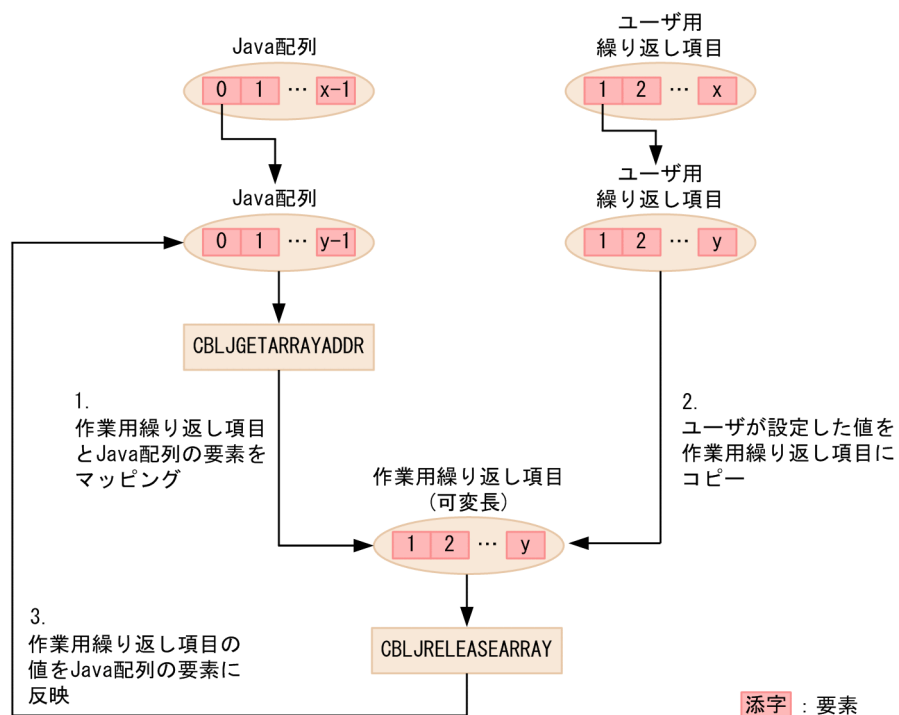 Java配列
0 1 … x-1
ユーザ用
繰り返し項目
1 2 … x
Java配列
0 1 … y-1
ユーザ用
繰り返し項目
1 2 … y
CBLJGETARRAYADDR
1.
作業用繰り返し項目
とJava配列の要素を
マッピング
2.
ユーザが設定した値を
作業用繰り返し項目に
コピー
作業用繰り返し項目
(可変長)
1 2 … y
CBLJRELEASEARRAY
3.
作業用繰り返し項目の
値をJava配列の要素に
反映
添字 : 要素